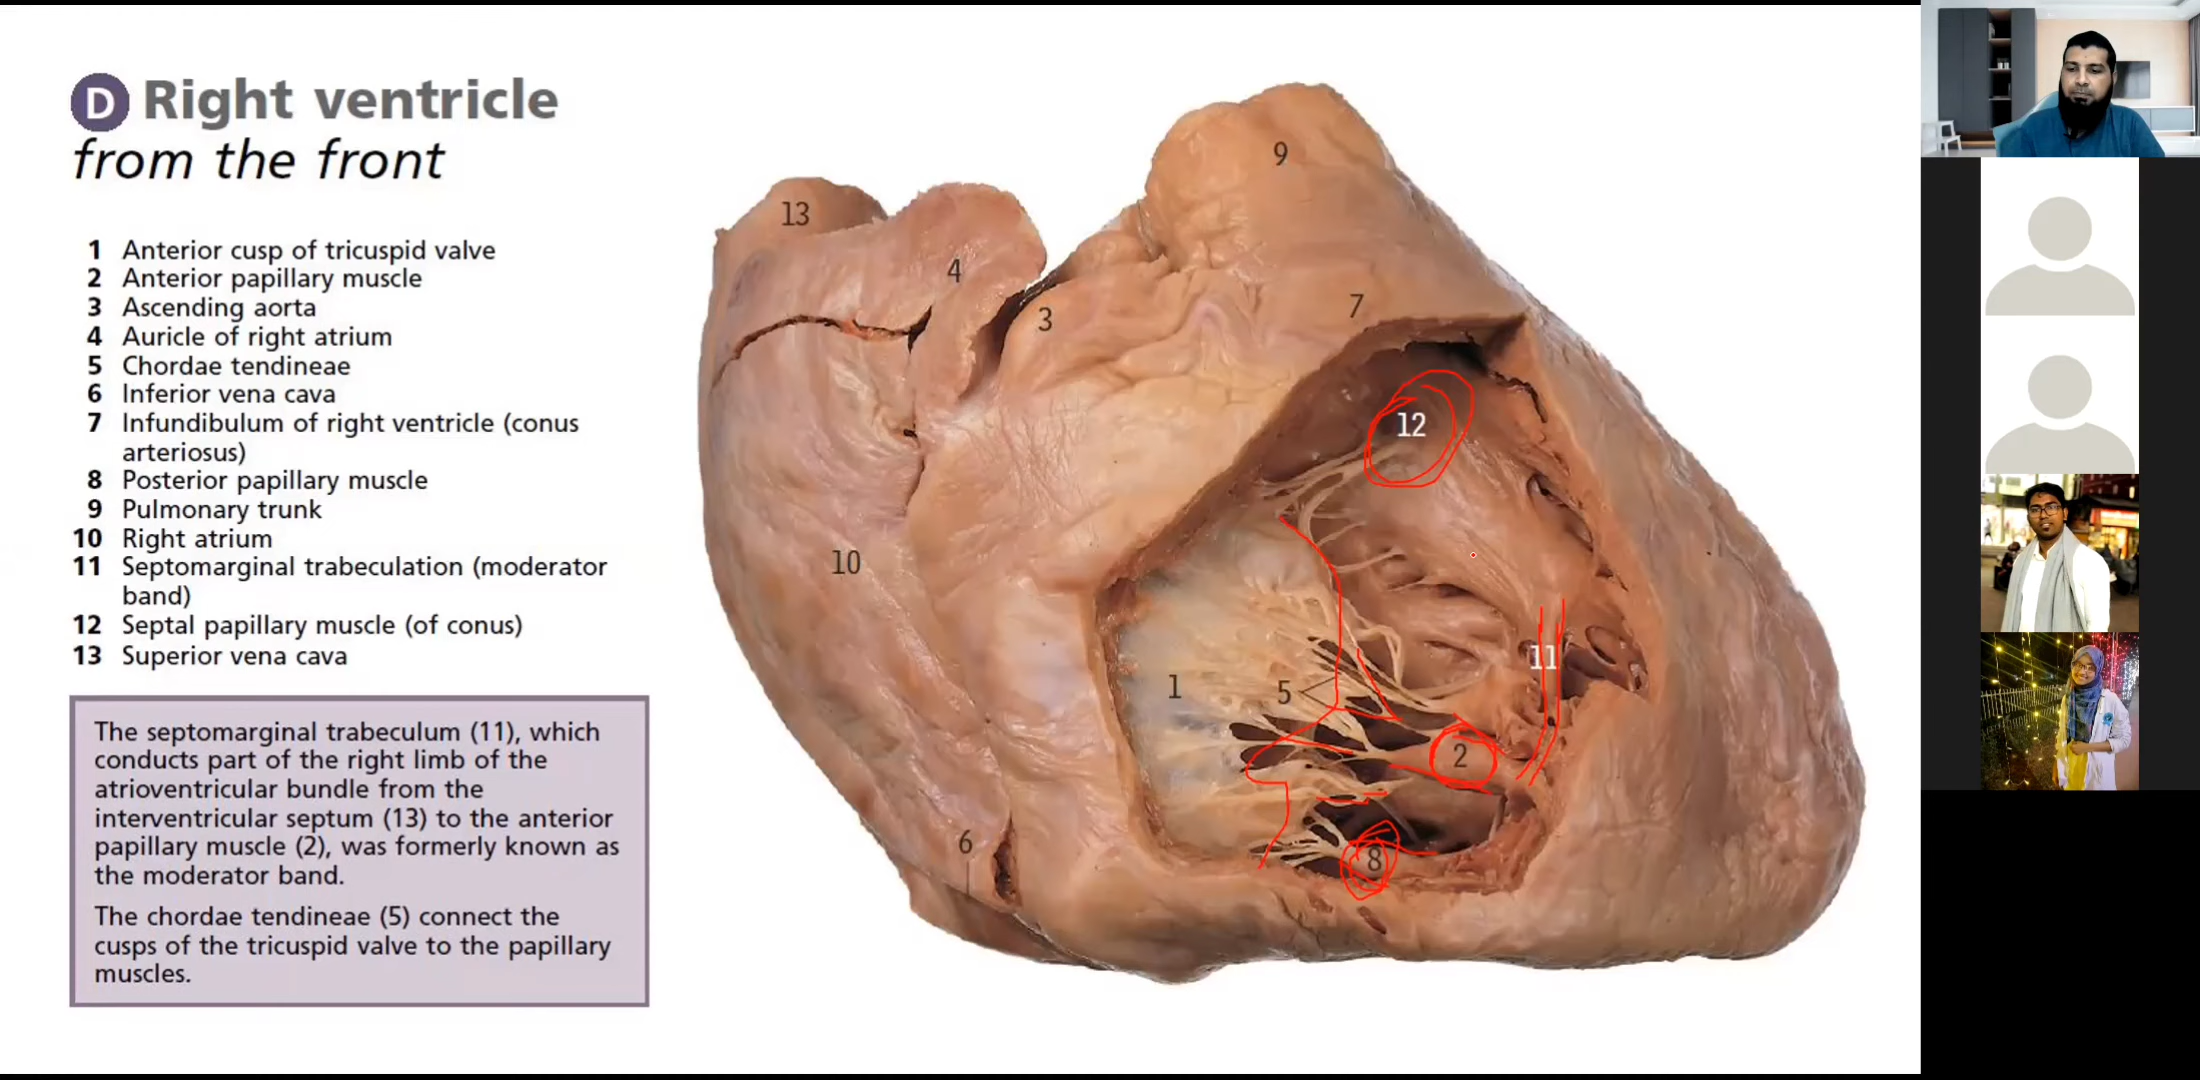 D Right ventricle
from the front
1 Anterior cusp of tricuspid valve
2 Anterior papillary muscle
3 Ascending aorta
4 Auricle of right atrium
5 Chordae tendineae
6 Inferior vena cava
7 Infundibulum of right ventricle (conus
arteriosus)
8 Posterior papillary muscle
9 Pulmonary trunk
10 Right atrium
11 Septomarginal trabeculation (moderator
band)
12 Septal papillary muscle (of conus)
13 Superior vena cava
The septomarginal trabeculum (11), which
conducts part of the right limb of the
atrioventricular bundle from the
interventricular septum (13) to the anterior
papillary muscle (2), was formerly known as
the moderator band.
The chordae tendineae (5) connect the
cusps of the tricuspid valve to the papillary
muscles.
9
13
4
3
7
12
10
11
1
5
2
6
8